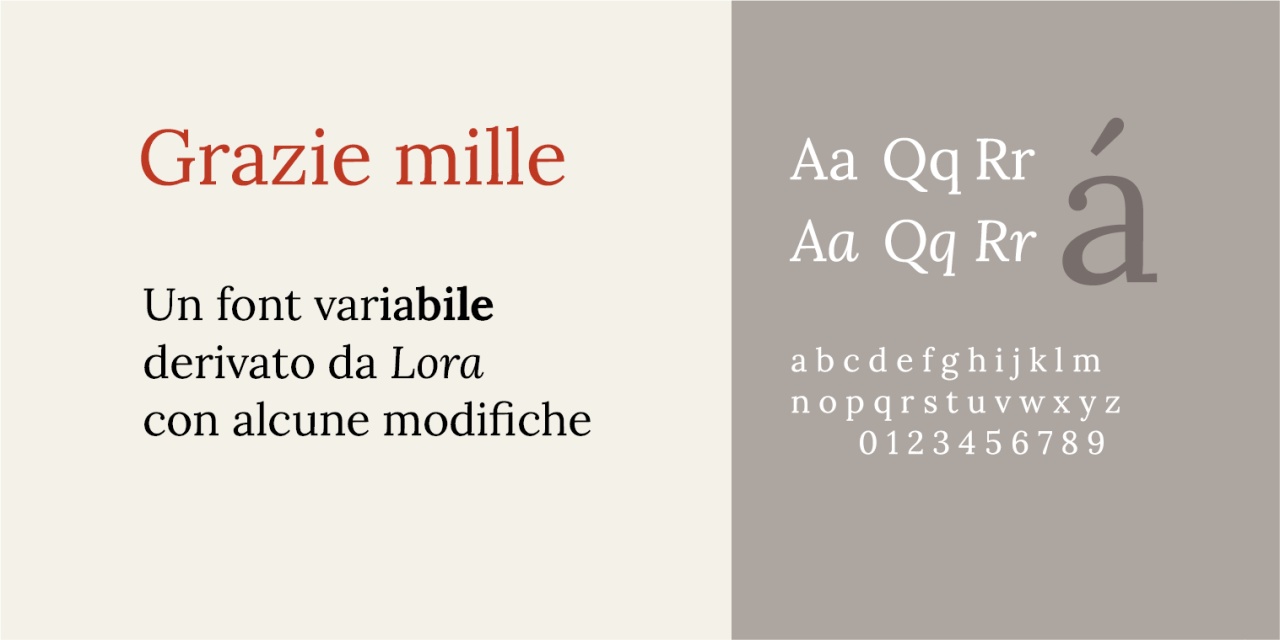 Grazie mille
Un font variabile
derivato da Lora
con alcune modifiche
Aa Qq Rr
Aa Qq Rr
á
a b c d e f g h i j k l m
n o p q r s t u v w x y z
0 1 2 3 4 5 6 7 8 9